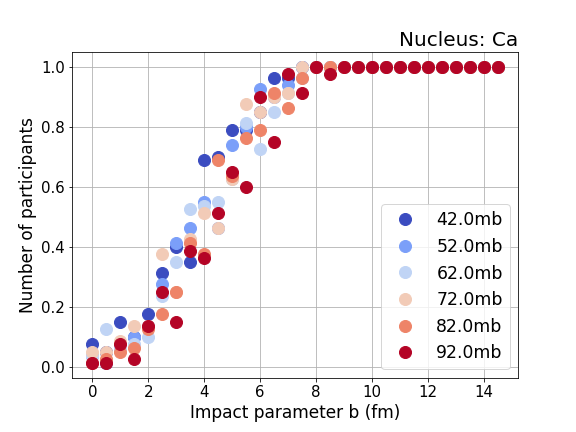 Nucleus: Ca
Number of participants
1.0
0.8
0.6
0.4
0.2
0.0
42.0mb
52.0mb
62.0mb
72.0mb
82.0mb
92.0mb
0 2 4 6 8 10 12 14
Impact parameter b (fm)